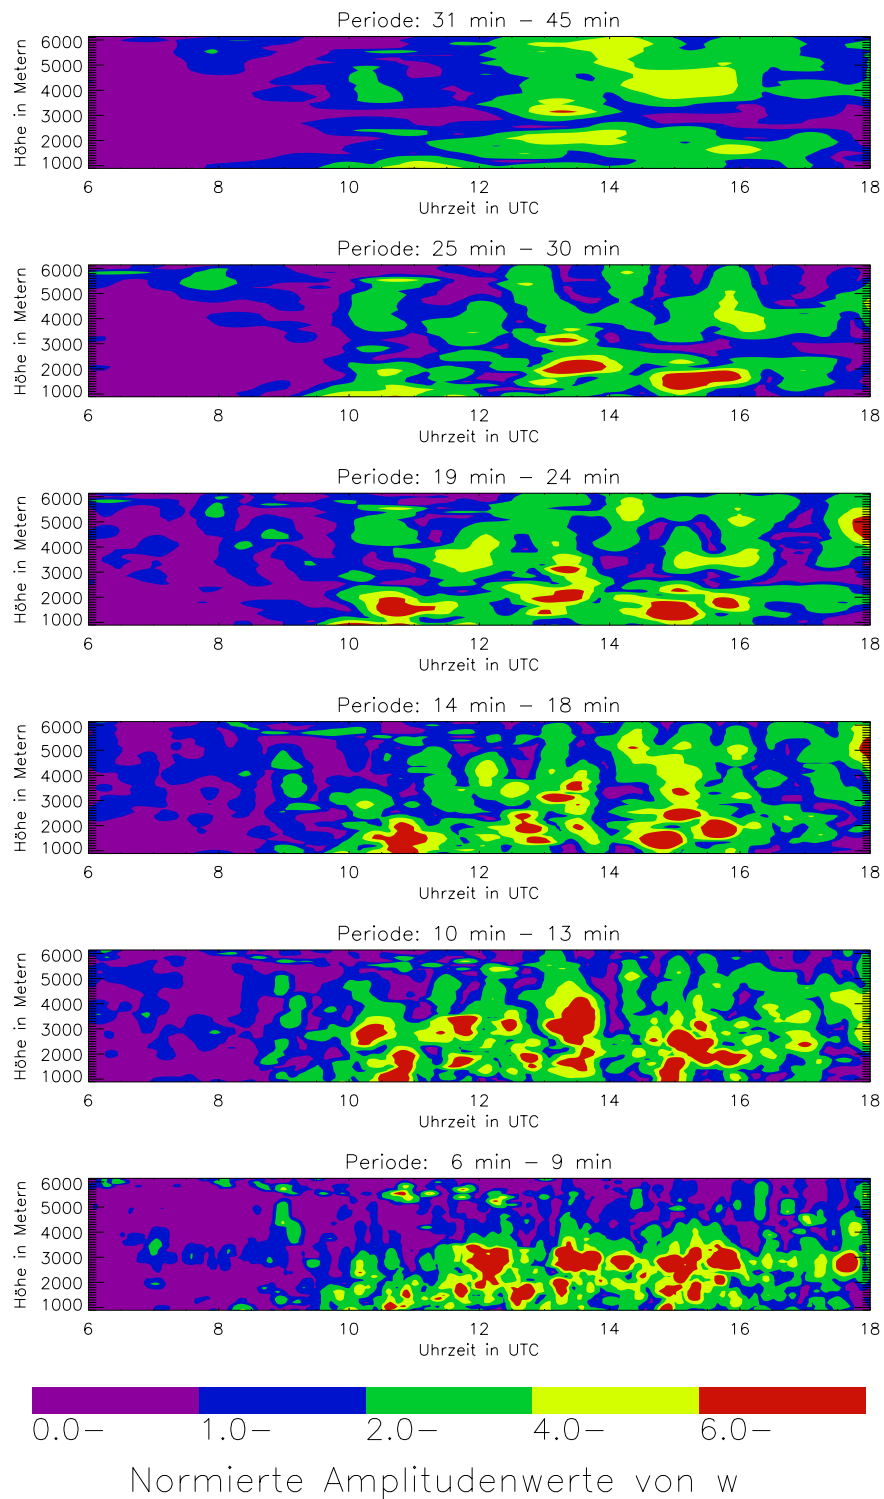 Periode: 31 min – 45 min
Höhe in Metern
6000
5000
4000
3000
2000
1000
6 8 10 12 14 16 18
Uhrzeit in UTC
Periode: 25 min – 30 min
Höhe in Metern
6000
5000
4000
3000
2000
1000
6 8 10 12 14 16 18
Uhrzeit in UTC
Periode: 19 min – 24 min
Höhe in Metern
6000
5000
4000
3000
2000
1000
6 8 10 12 14 16 18
Uhrzeit in UTC
Periode: 14 min – 18 min
Höhe in Metern
6000
5000
4000
3000
2000
1000
6 8 10 12 14 16 18
Uhrzeit in UTC
Periode: 10 min – 13 min
Höhe in Metern
6000
5000
4000
3000
2000
1000
6 8 10 12 14 16 18
Uhrzeit in UTC
Periode: 6 min – 9 min
Höhe in Metern
6000
5000
4000
3000
2000
1000
6 8 10 12 14 16 18
Uhrzeit in UTC
0.0– 1.0– 2.0– 4.0– 6.0–
Normierte Amplitudenwerte von w